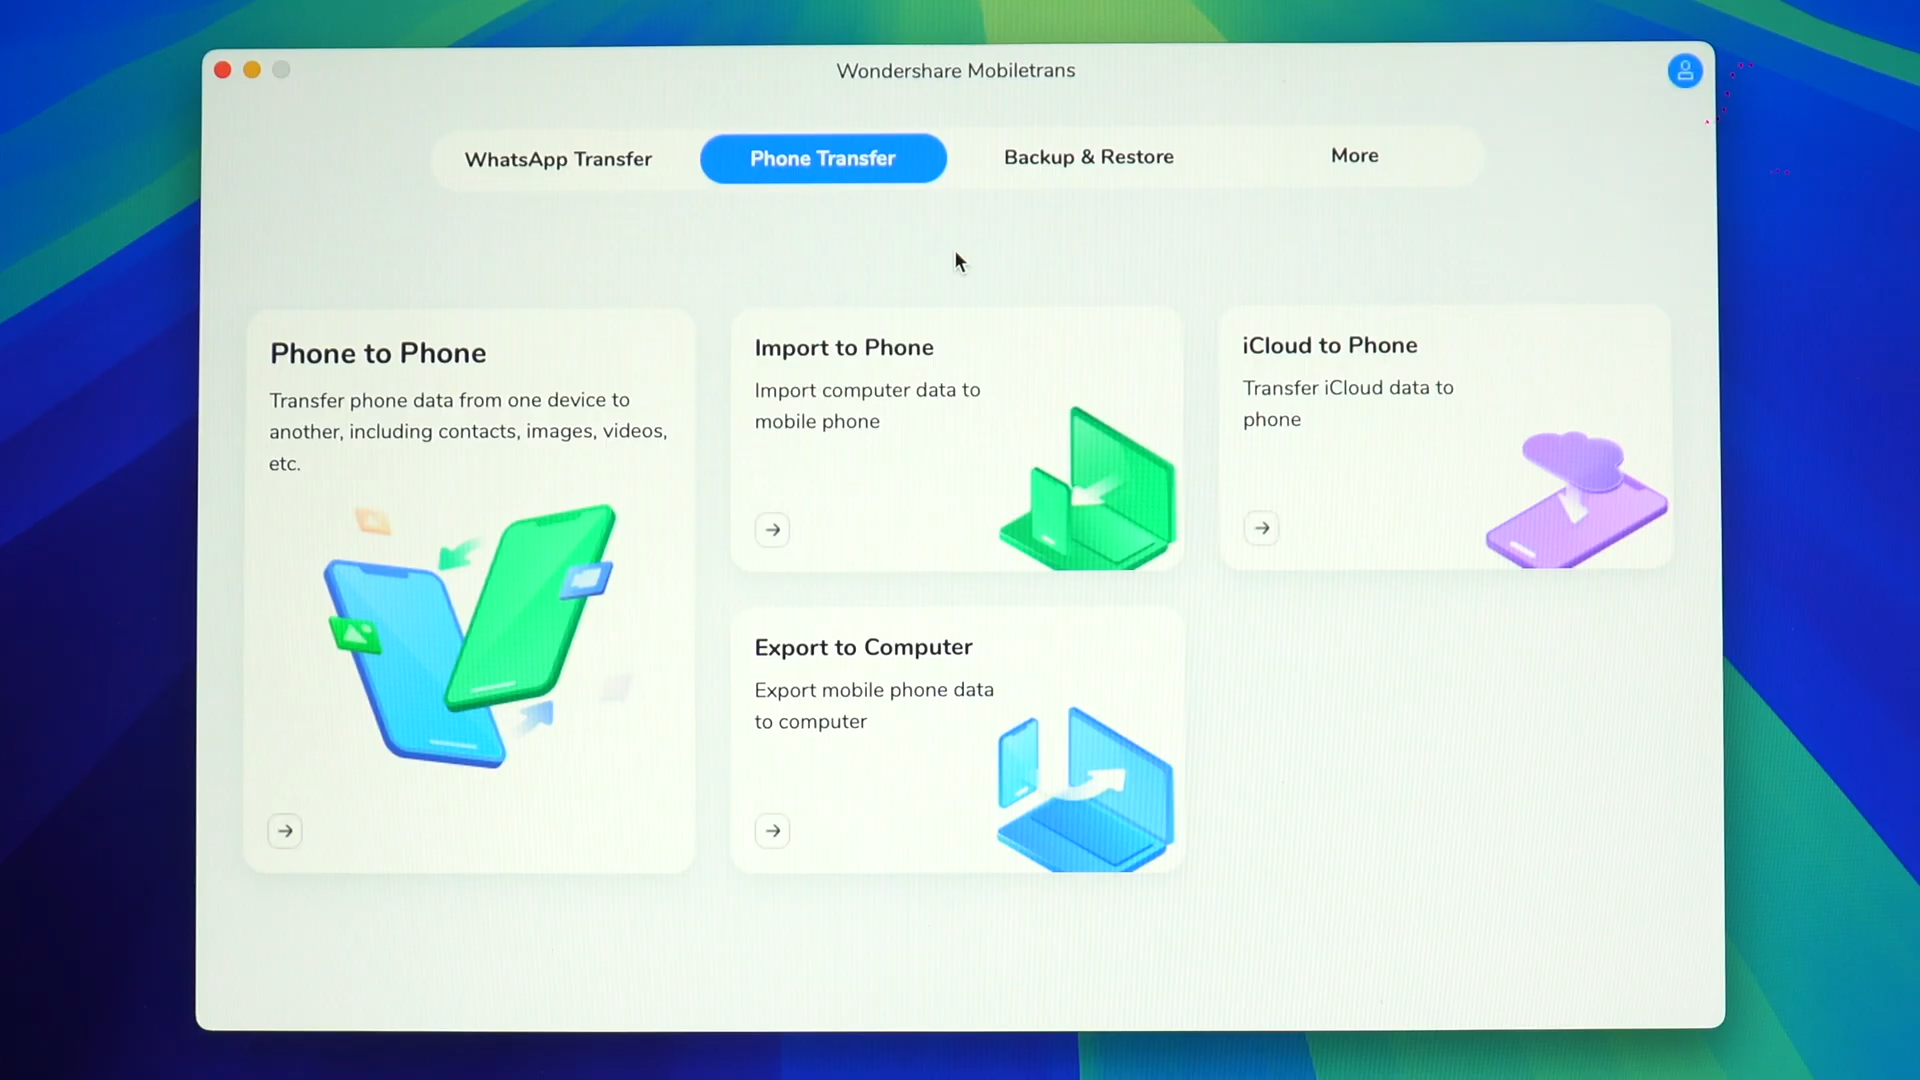 Wondershare Mobiletrans
WhatsApp Transfer
Phone Transfer
Backup & Restore
More
Phone to Phone
Transfer phone data from one device to
another, including contacts, images, videos,
etc.
Import to Phone
Import computer data to
mobile phone
iCloud to Phone
Transfer iCloud data to
phone
Export to Computer
Export mobile phone data
to computer